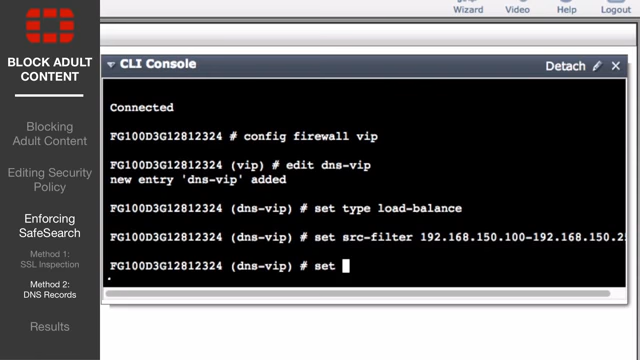 BLOCK ADULT
CONTENT
Blocking
Adult Content
Editing Security
Policy
Enforcing
SafeSearch
Method 1:
SSL Inspection
Method 2:
DNS Records
Results
Wizard Video Help Logout
CLI Console
Detach
Connected
FG100D3G12812324 # config firewall vip
FG100D3G12812324 (vip) # edit dns-vip
new entry 'dns-vip' added
FG100D3G12812324 (dns-vip) # set type load-balance
FG100D3G12812324 (dns-vip) # set src-filter 192.168.150.100-192.168.150.25
FG100D3G12812324 (dns-vip) # set